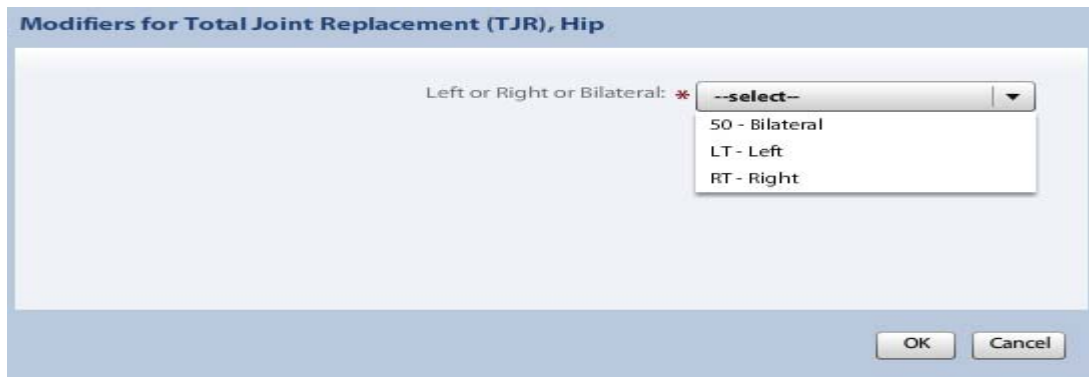 Modifiers for Total Joint Replacement (TJR), Hip
Left or Right or Bilateral: * --select--
50 - Bilateral
LT - Left
RT - Right
OK Cancel